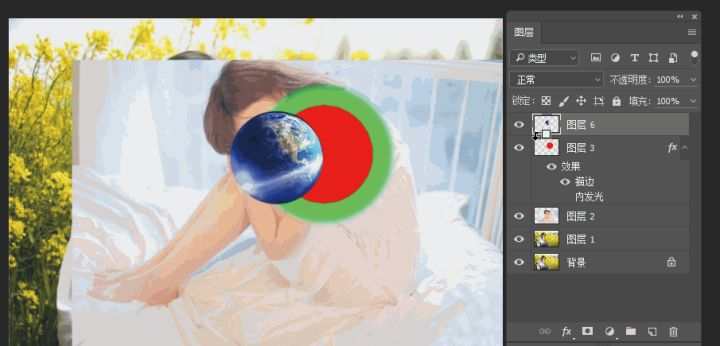 图层
类型
正常 不透明度: 100%
锁定: 填充: 100%
图层 6
图层 3 fx
效果
描边
内发光
图层 2
图层 1
背景
fx